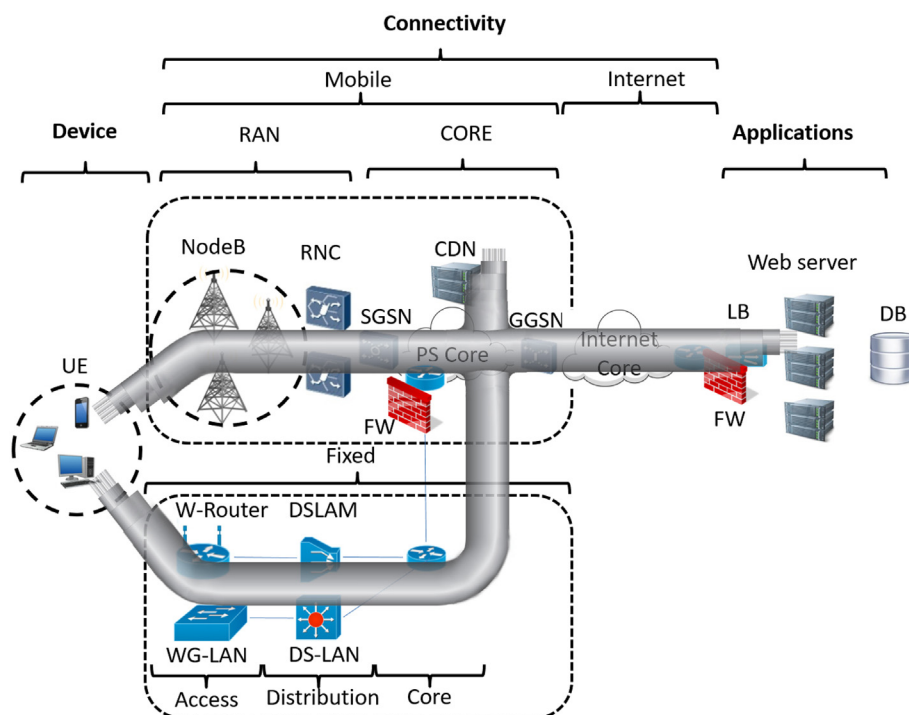 Connectivity
Mobile
Internet
Device
RAN
CORE
Applications
NodeB
RNC
CDN
Web server
SGSN
GGSN
LB
DB
PS Core
Internet
Core
UE
FW
FW
Fixed
W-Router
DSLAM
WG-LAN
DS-LAN
Access
Distribution
Core